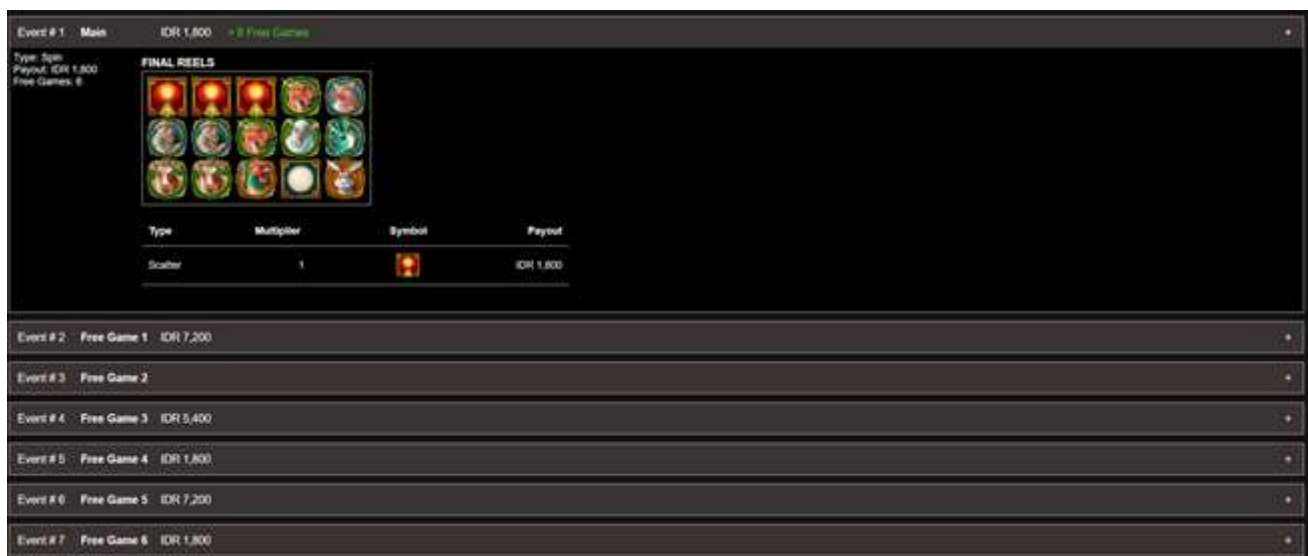 Event # 1 Main IDR 1,800 + 6 Free Games
Type: Spin
Payout: IDR 1,800
Free Games: 6
FINAL REELS
Type Multiplier Symbol Payout
Scatter 1 IDR 1,800
Event # 2 Free Game 1 IDR 7,200
Event # 3 Free Game 2
Event # 4 Free Game 3 IDR 5,400
Event # 5 Free Game 4 IDR 1,800
Event # 6 Free Game 5 IDR 7,200
Event # 7 Free Game 6 IDR 1,800